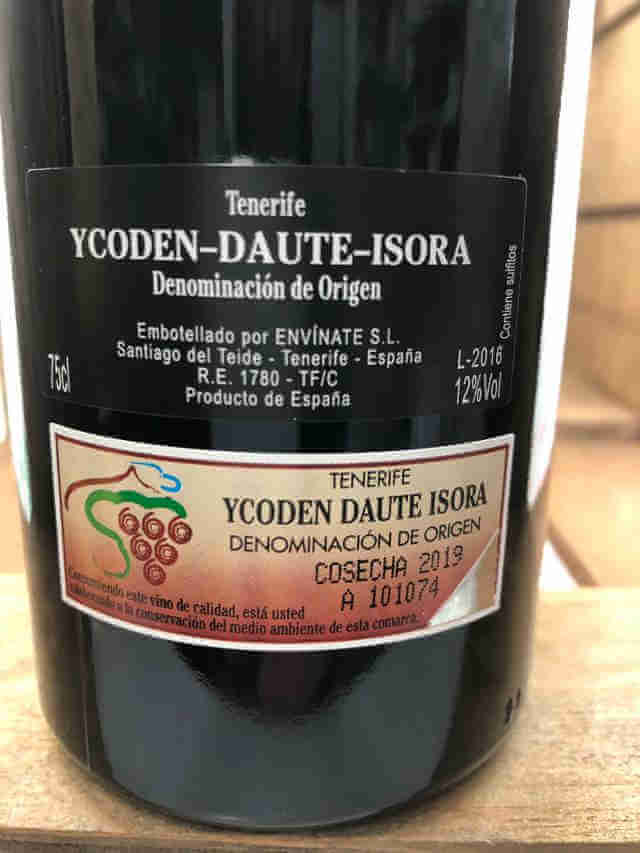 Tenerife
YCODEN-DAUTE-ISORA
Denominación de Origen
Embotellado por ENVÍNATE S.L.
Santiago del Teide - Tenerife - España
R.E. 1780 - TF/C
Producto de España
75cl
L-2016
12%Vol
Contiene sulfitos
TENERIFE
YCODEN DAUTE ISORA
DENOMINACIÓN DE ORIGEN
COSECHA 2019
A 101074
Consumiendo este vino de calidad, está usted
colaborando a la conservación del medio ambiente de esta comarca.